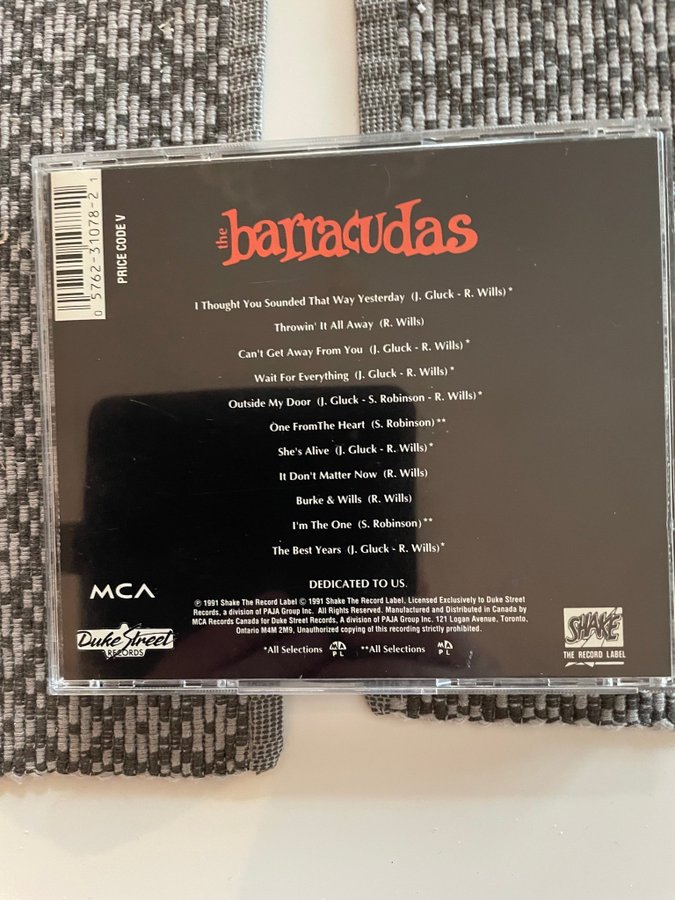 0 5762-31078-2 1
PRICE CODE V
the barracudas
I Thought You Sounded That Way Yesterday (J. Gluck - R. Wills)*
Throwin' It All Away (R. Wills)
Can't Get Away From You (J. Gluck - R. Wills)*
Wait For Everything (J. Gluck - R. Wills)*
Outside My Door (J. Gluck - S. Robinson - R. Wills)*
One FromThe Heart (S. Robinson)**
She's Alive (J. Gluck - R. Wills)*
It Don't Matter Now (R. Wills)
Burke & Wills (R. Wills)
I'm The One (S. Robinson)**
The Best Years (J. Gluck - R. Wills)*
DEDICATED TO US
MCA
℗ 1991 Shake The Record Label © 1991 Shake The Record Label, Licensed Exclusively to Duke Street
Records, a division of PAJA Group Inc. All Rights Reserved. Manufactured and Distributed in Canada by
MCA Records Canada for Duke Street Records, A division of PAJA Group Inc. 121 Logan Avenue, Toronto,
Ontario M4M 2M9, Unauthorized copying of this recording strictly prohibited.
Duke Street
RECORDS
*All Selections MAPL **All Selections MAPL
SHAKE
THE RECORD LABEL